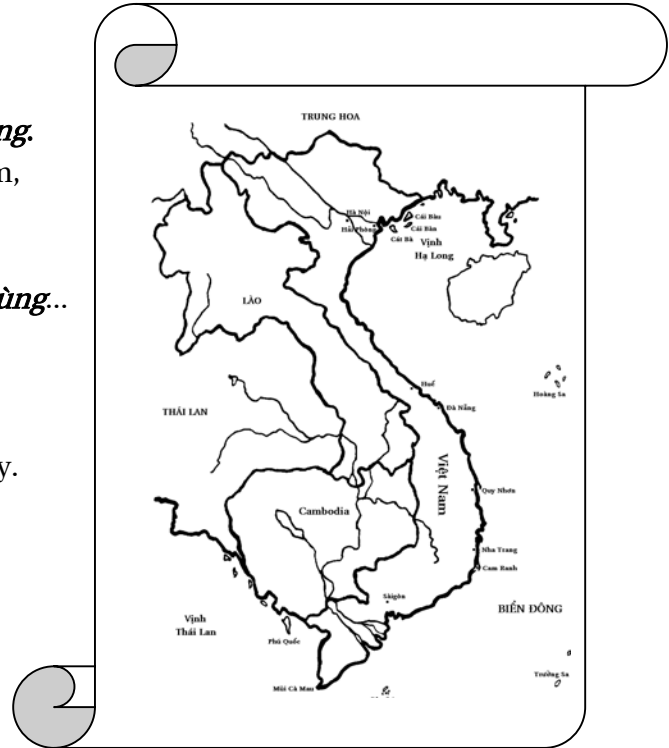 ng.
n,
ùng...
y.
TRUNG HOA
Hà Nội
Hải Phòng
Cái Bàu
Cái Bàn
Cát Bà
Vịnh
Hạ Long
LÀO
Hoàng Sa
Huế
Đà Nẵng
THÁI LAN
Việt Nam
Quy Nhơn
Cambodia
Nha Trang
Cam Ranh
Sàigòn
BIỂN ĐÔNG
Vịnh
Thái Lan
Phú Quốc
Trường Sa
Mũi Cà Mau